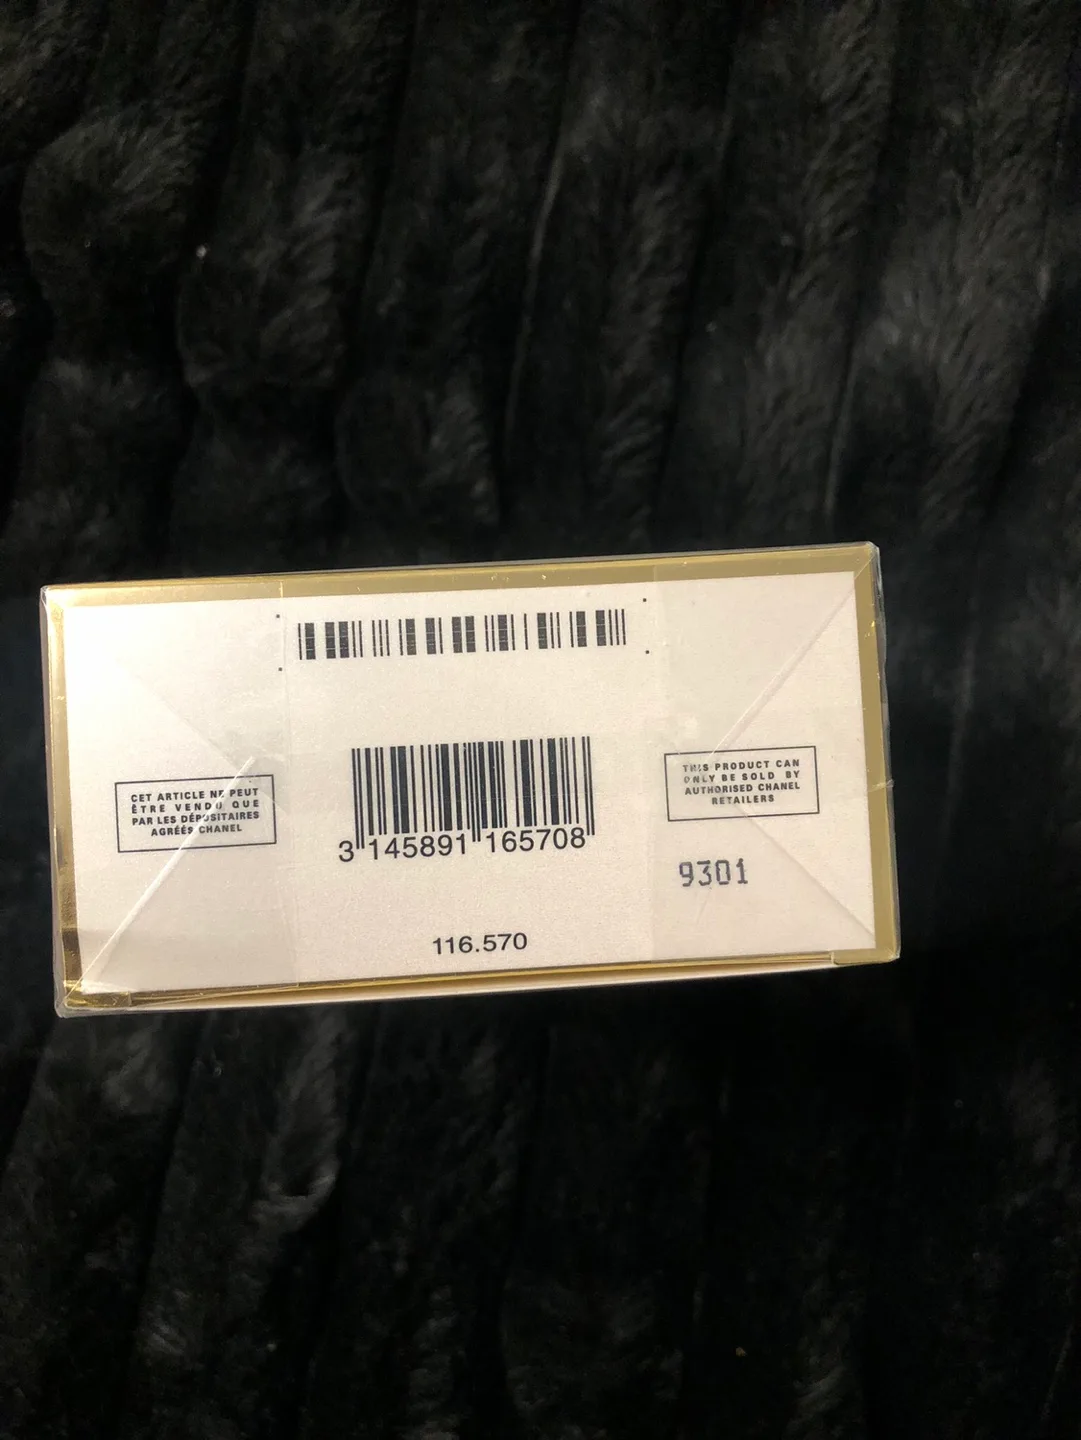 CET ARTICLE NE PEUT
ÊTRE VENDU QUE
PAR LES DÉPOSITAIRES
AGRÉÉS CHANEL
3 145891 165708
116.570
THIS PRODUCT CAN
ONLY BE SOLD BY
AUTHORISED CHANEL
RETAILERS
9301